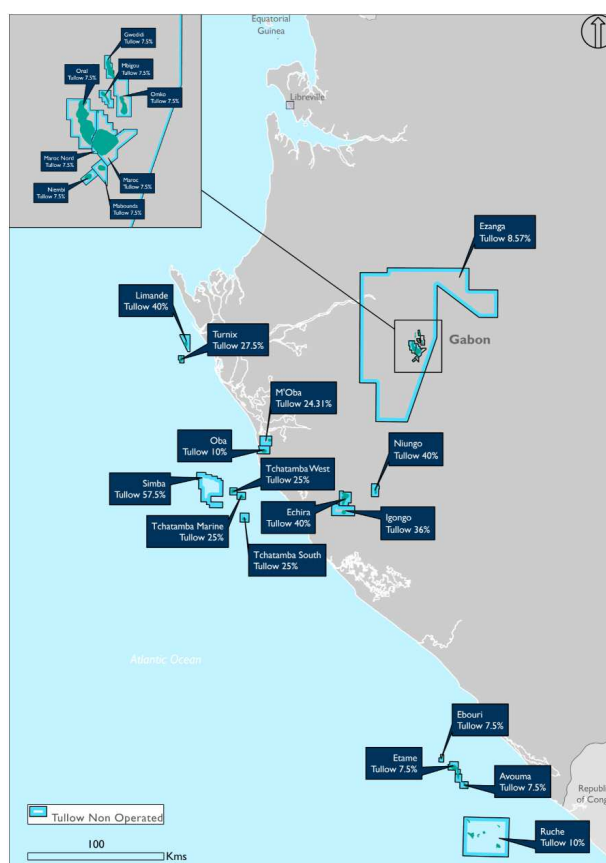 Equatorial
Guinea
Gwedidi
Tullow 7.5%
Mbigou
Tullow 7.5%
Onal
Tullow 7.5%
Omko
Tullow 7.5%
Maroc Nord
Tullow 7.5%
Maroc
Tullow 7.5%
Niembi
Tullow 7.5%
Mabounda
Tullow 7.5%
Libreville
Ezanga
Tullow 8.57%
Limande
Tullow 40%
Turnix
Tullow 27.5%
Gabon
M'Oba
Tullow 24.31%
Oba
Tullow 10%
Niungo
Tullow 40%
Tchatamba West
Tullow 25%
Simba
Tullow 57.5%
Echira
Tullow 40%
Igongo
Tullow 36%
Tchatamba Marine
Tullow 25%
Tchatamba South
Tullow 25%
Atlantic Ocean
Ebouri
Tullow 7.5%
Etame
Tullow 7.5%
Avouma
Tullow 7.5%
Republi
of Cong
Tullow Non Operated
Ruche
Tullow 10%
100
Kms